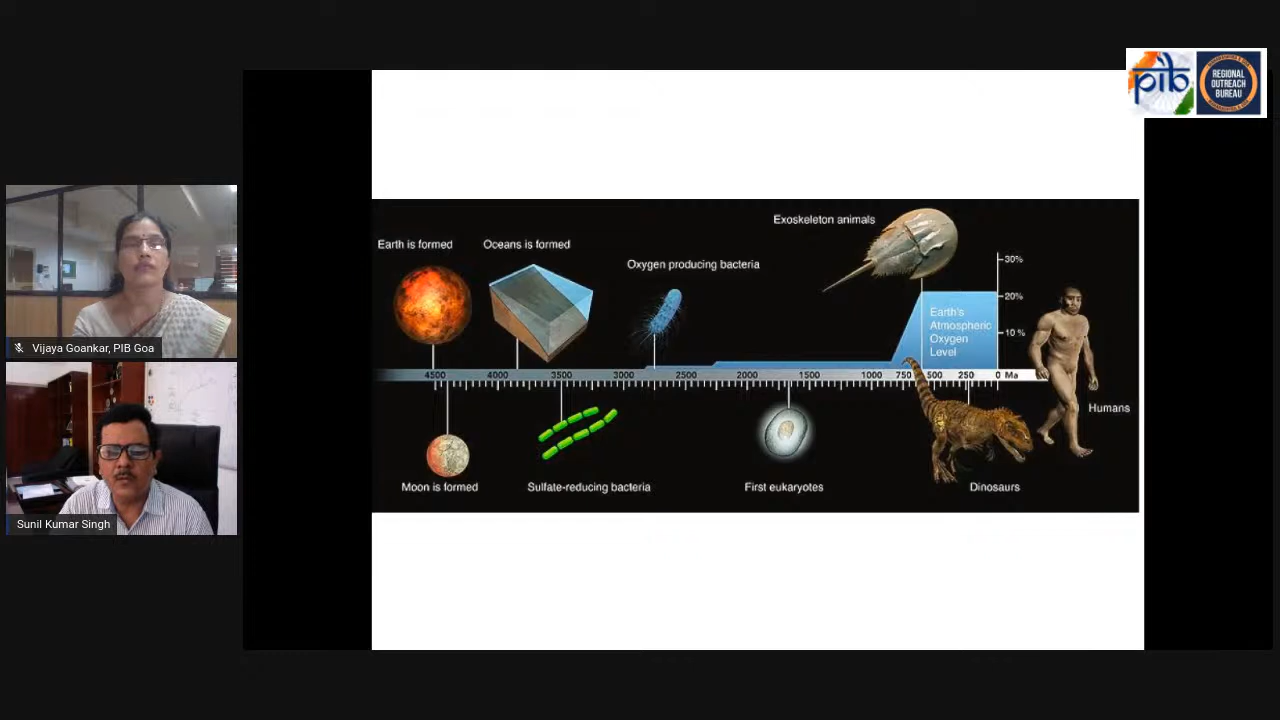 pib
REGIONAL
OUTREACH
BUREAU
Exoskeleton animals
Earth is formed
Oceans is formed
Oxygen producing bacteria
30%
20%
10 %
Earth's
Atmospheric
Oxygen
Level
4500 4000 3500 3000 2500 2000 1500 1000 750 500 250 0 Ma
Humans
Moon is formed
Sulfate-reducing bacteria
First eukaryotes
Dinosaurs
Vijaya Goankar, PIB Goa
Sunil Kumar Singh